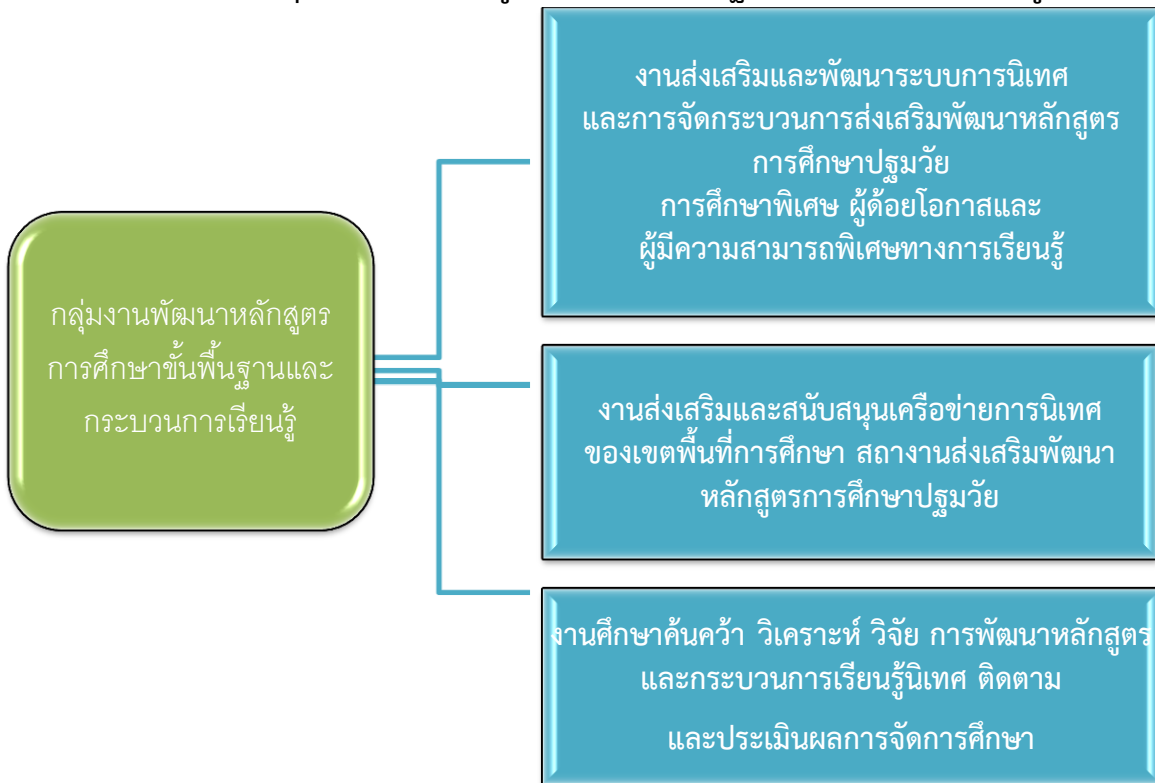 กลุ่มงานพัฒนาหลักสูตร
การศึกษาขั้นพื้นฐานและ
กระบวนการเรียนรู้
งานส่งเสริมและพัฒนาระบบการนิเทศ
และการจัดกระบวนการส่งเสริมพัฒนาหลักสูตร
การศึกษาปฐมวัย
การศึกษาพิเศษ ผู้ด้อยโอกาสและ
ผู้มีความสามารถพิเศษทางการเรียนรู้
งานส่งเสริมและสนับสนุนเครือข่ายการนิเทศ
ของเขตพื้นที่การศึกษา สถางานส่งเสริมพัฒนา
หลักสูตรการศึกษาปฐมวัย
งานศึกษาค้นคว้า วิเคราะห์ วิจัย การพัฒนาหลักสูตร
และกระบวนการเรียนรู้นิเทศ ติดตาม
และประเมินผลการจัดการศึกษา